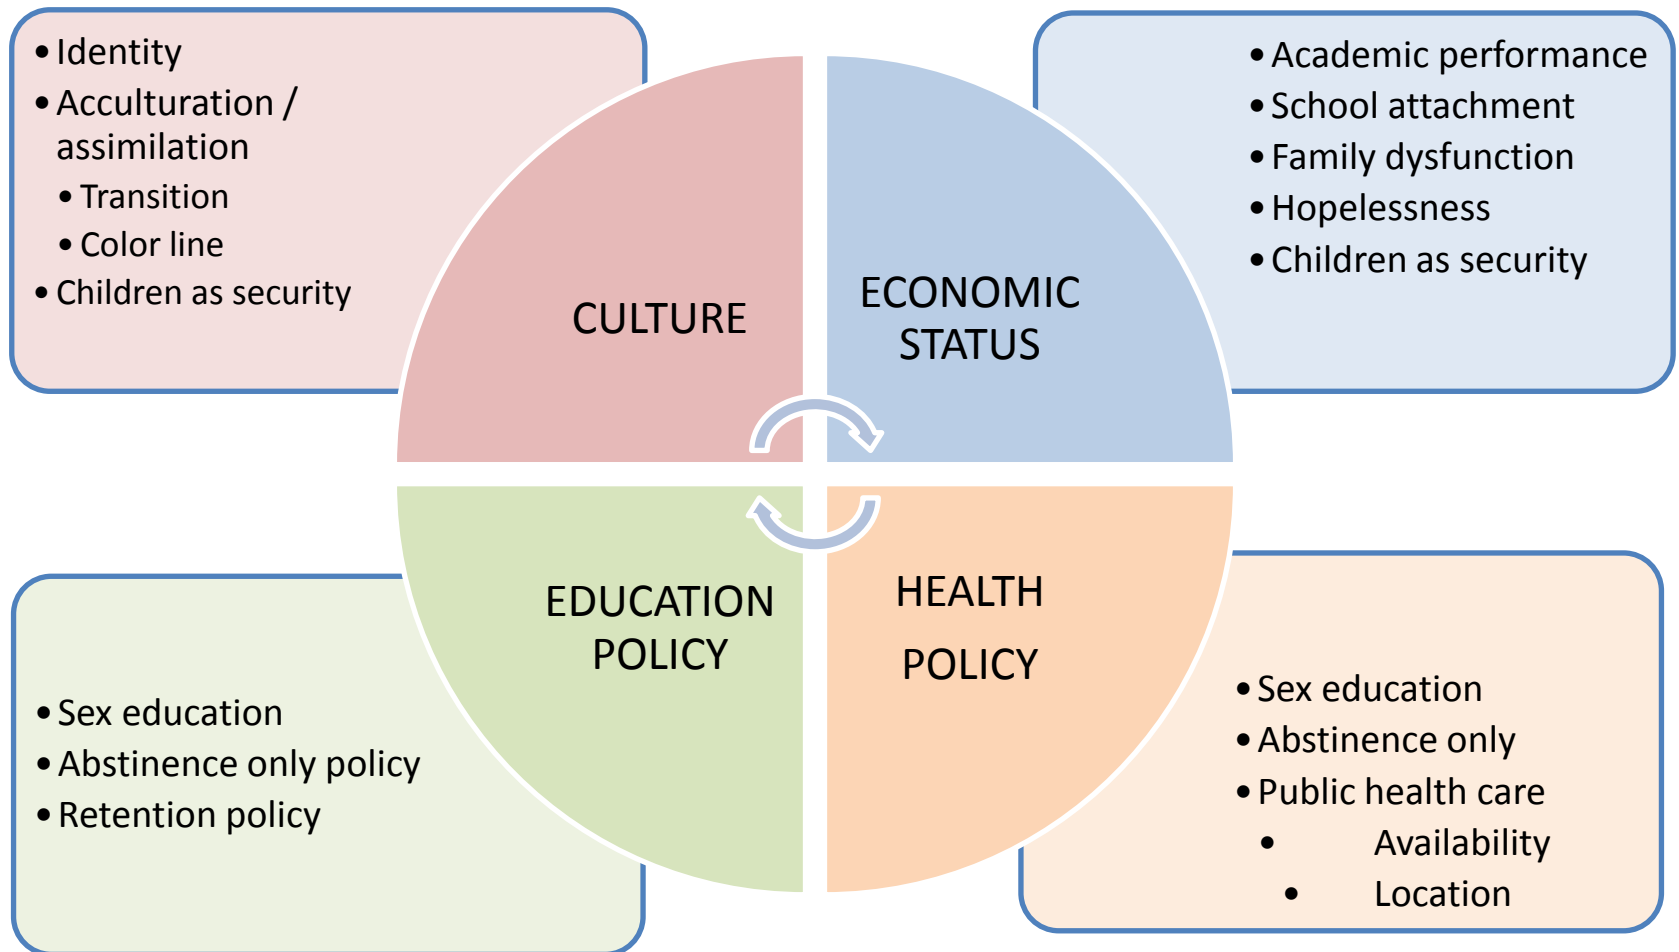 • Identity
• Acculturation /
assimilation
• Transition
• Color line
• Children as security
• Academic performance
• School attachment
• Family dysfunction
• Hopelessness
• Children as security
CULTURE
ECONOMIC
STATUS
EDUCATION
POLICY
HEALTH
POLICY
• Sex education
• Abstinence only policy
• Retention policy
• Sex education
• Abstinence only
• Public health care
• Availability
• Location